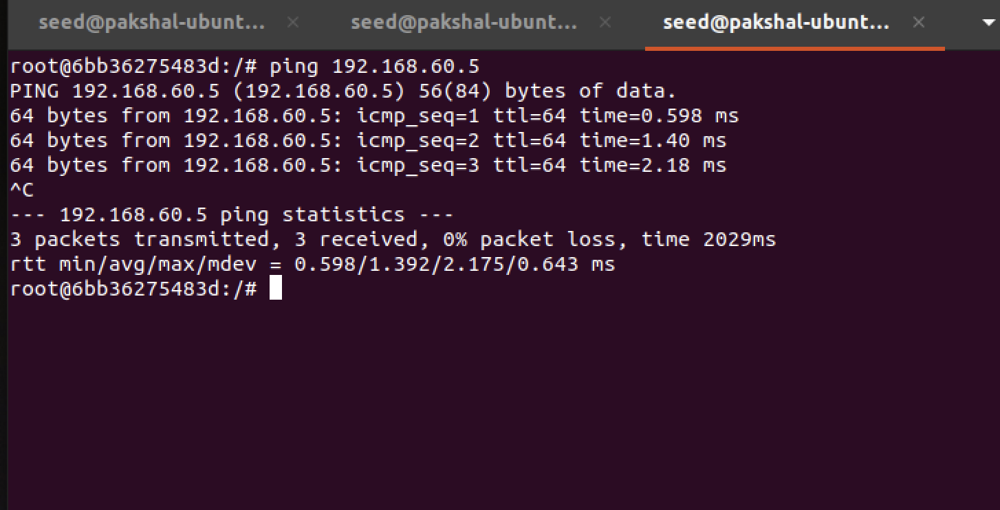 seed@pakshal-ubunt... × seed@pakshal-ubunt... × seed@pakshal-ubunt... ×
root@6bb36275483d:/# ping 192.168.60.5
PING 192.168.60.5 (192.168.60.5) 56(84) bytes of data.
64 bytes from 192.168.60.5: icmp_seq=1 ttl=64 time=0.598 ms
64 bytes from 192.168.60.5: icmp_seq=2 ttl=64 time=1.40 ms
64 bytes from 192.168.60.5: icmp_seq=3 ttl=64 time=2.18 ms
^C
--- 192.168.60.5 ping statistics ---
3 packets transmitted, 3 received, 0% packet loss, time 2029ms
rtt min/avg/max/mdev = 0.598/1.392/2.175/0.643 ms
root@6bb36275483d:/#